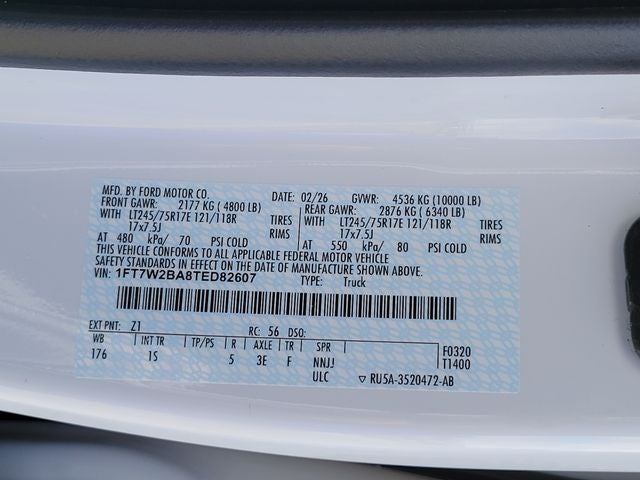 MFD. BY FORD MOTOR CO. DATE: 02/26 GVWR: 4536 KG (10000 LB)
FRONT GAWR: 2177 KG ( 4800 LB) REAR GAWR: 2876 KG ( 6340 LB)
WITH LT245/75R17E 121/118R TIRES WITH LT245/75R17E 121/118R TIRES
17x7.5J RIMS 17x7.5J RIMS
AT 480 kPa/ 70 PSI COLD AT 550 kPa/ 80 PSI COLD
THIS VEHICLE CONFORMS TO ALL APPLICABLE FEDERAL MOTOR VEHICLE
SAFETY STANDARDS IN EFFECT ON THE DATE OF MANUFACTURE SHOWN ABOVE.
VIN: 1FT7W2BA8TED82607 TYPE: Truck
EXT PNT: Z1 RC: 56 DSO:
WB INT TR TP/PS R AXLE TR SPR F0320
176 1S 5 3E F NNJJ T1400
ULC ▽ RU5A-3520472-AB